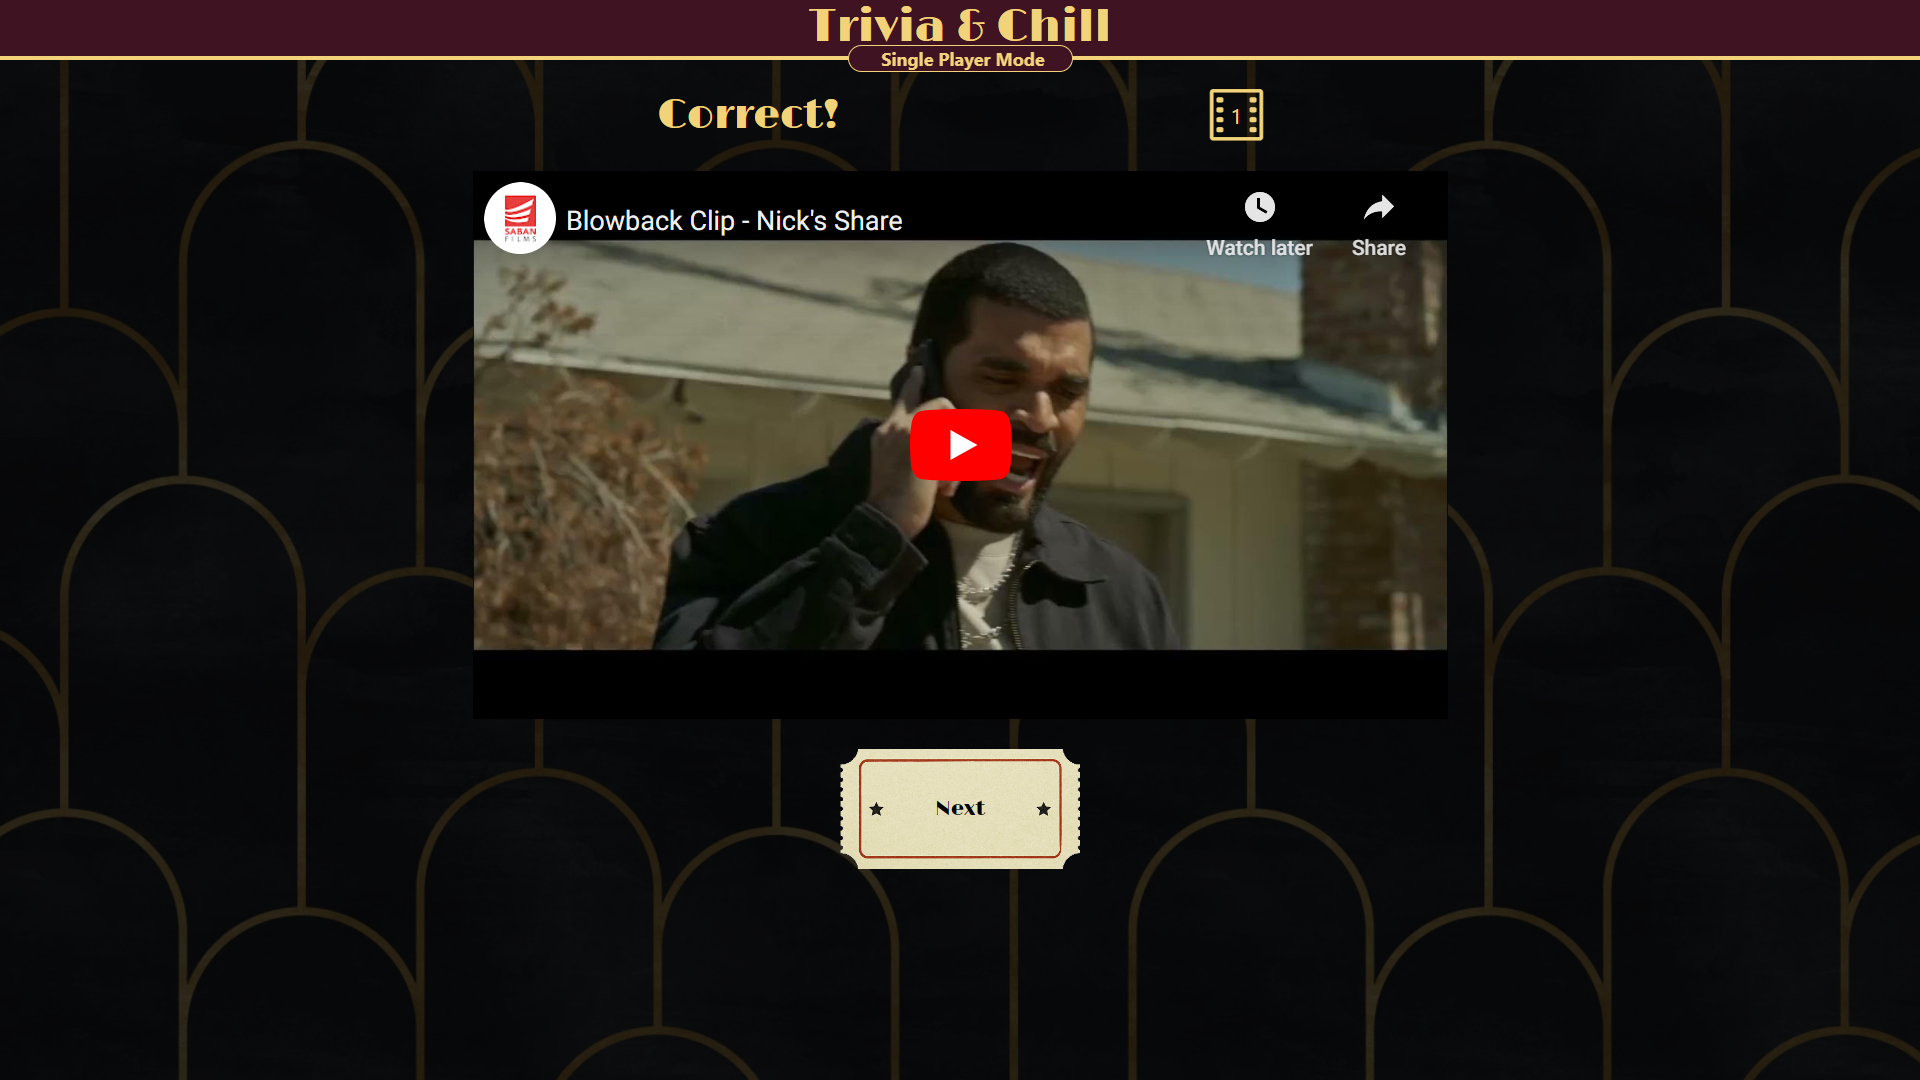 Trivia & Chill
Single Player Mode
Correct!
1
SABAN
FILMS
Blowback Clip - Nick's Share
Watch later
Share
Next